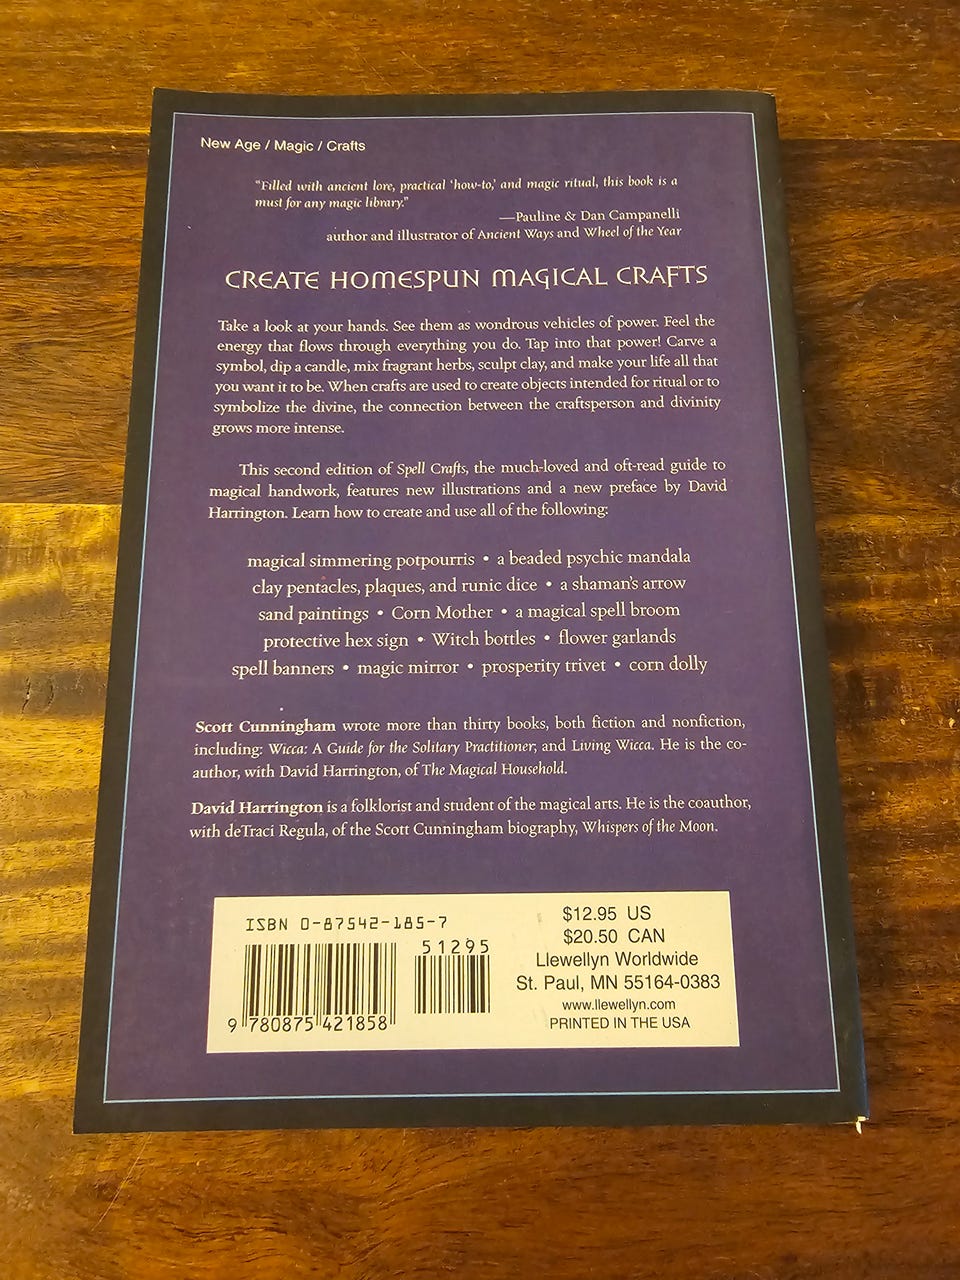 New Age / Magic / Crafts
"Filled with ancient lore, practical 'how-to,' and magic ritual, this book is a
must for any magic library."
—Pauline & Dan Campanelli
author and illustrator of Ancient Ways and Wheel of the Year
CREATE HOMESPUN MAGICAL CRAFTS
Take a look at your hands. See them as wondrous vehicles of power. Feel the
energy that flows through everything you do. Tap into that power! Carve a
symbol, dip a candle, mix fragrant herbs, sculpt clay, and make your life all that
you want it to be. When crafts are used to create objects intended for ritual or to
symbolize the divine, the connection between the craftsperson and divinity
grows more intense.
This second edition of Spell Crafts, the much-loved and oft-read guide to
magical handwork, features new illustrations and a new preface by David
Harrington. Learn how to create and use all of the following:
magical simmering potpourris • a beaded psychic mandala
clay pentacles, plaques, and runic dice • a shaman's arrow
sand paintings • Corn Mother • a magical spell broom
protective hex sign • Witch bottles • flower garlands
spell banners • magic mirror • prosperity trivet • corn dolly
Scott Cunningham wrote more than thirty books, both fiction and nonfiction,
including: Wicca: A Guide for the Solitary Practitioner, and Living Wicca. He is the co-
author, with David Harrington, of The Magical Household.
David Harrington is a folklorist and student of the magical arts. He is the coauthor,
with deTraci Regula, of the Scott Cunningham biography, Whispers of the Moon.
ISBN 0-87542-185-7
51295
9 780875 421858
$12.95 US
$20.50 CAN
Llewellyn Worldwide
St. Paul, MN 55164-0383
www.llewellyn.com
PRINTED IN THE USA